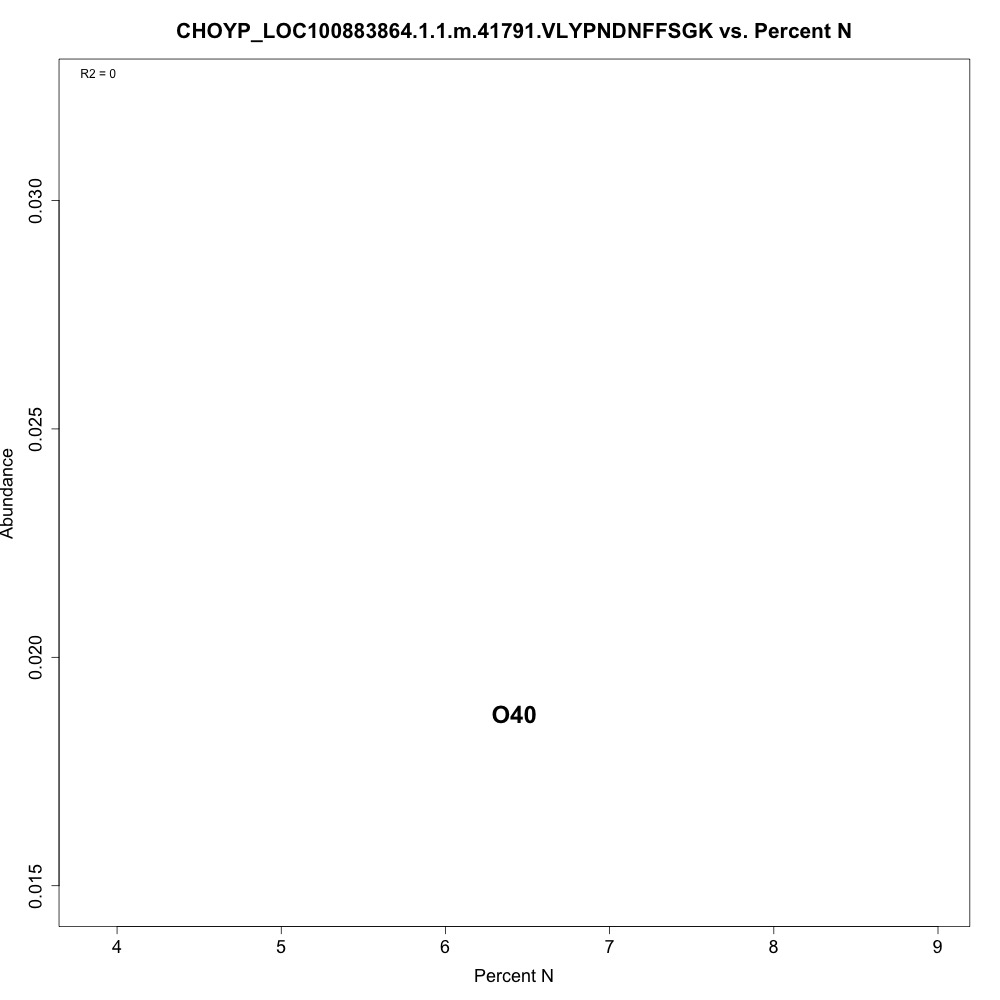 CHOYP_LOC100883864.1.1.m.41791.VLYPNDNFFSGK vs. Percent N
R2 = 0
0.030
0.025
Abundance
0.020
O40
0.015
4 5 6 7 8 9
Percent N